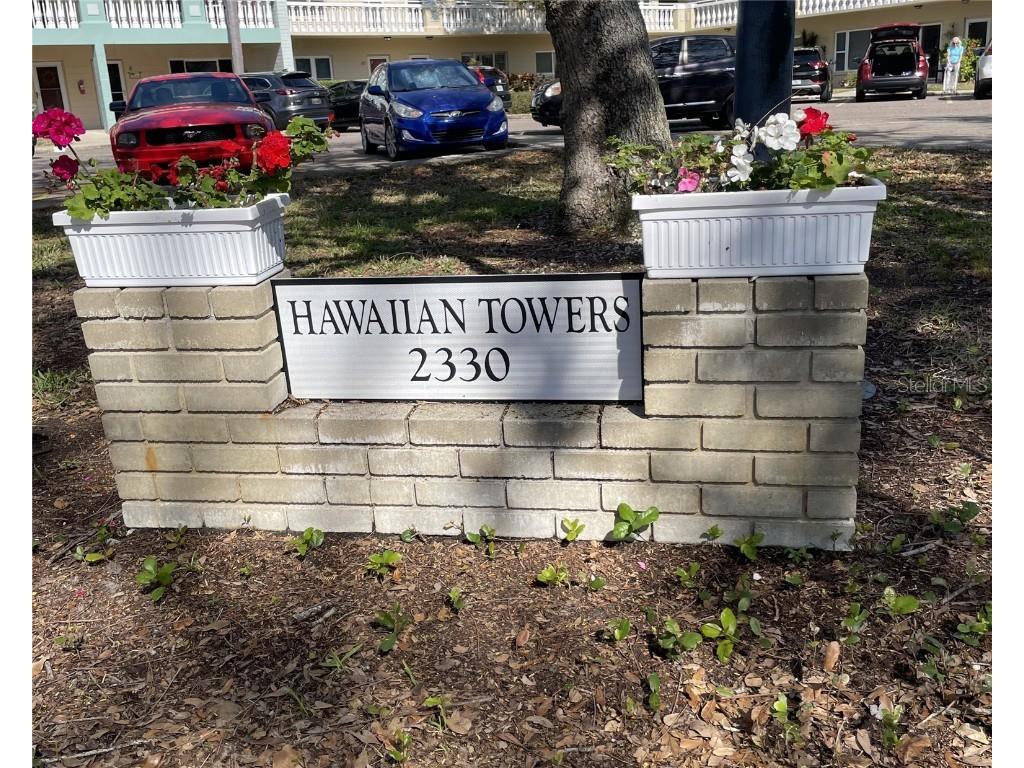 HAWAIIAN TOWERS
2330
Stellar MLS